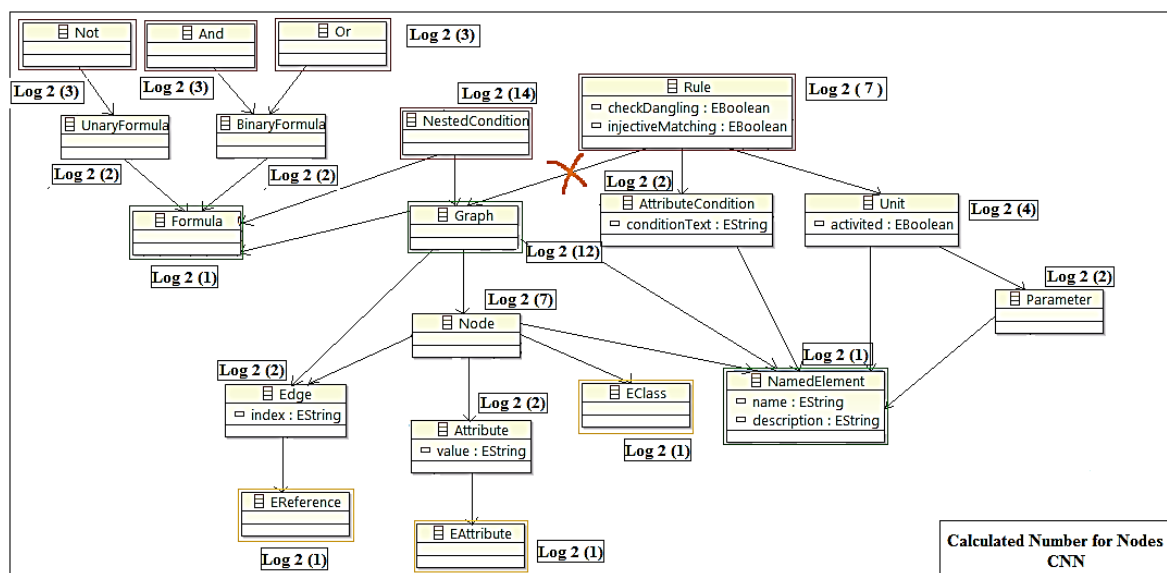 Not
And
Or
Log 2 (3)
Log 2 (3)
Log 2 (3)
UnaryFormula
BinaryFormula
Log 2 (14)
NestedCondition
Rule
checkDangling : EBoolean
injectiveMatching : EBoolean
Log 2 ( 7 )
Log 2 (2)
Log 2 (2)
Log 2 (2)
Formula
Graph
AttributeCondition
conditionText : EString
Unit
activited : EBoolean
Log 2 (4)
Log 2 (1)
Log 2 (12)
Log 2 (2)
Parameter
Log 2 (7)
Node
Log 2 (2)
Edge
index : EString
Log 2 (2)
Attribute
value : EString
EClass
Log 2 (1)
Log 2 (1)
NamedElement
name : EString
description : EString
EReference
Log 2 (1)
EAttribute
Log 2 (1)
Calculated Number for Nodes
CNN